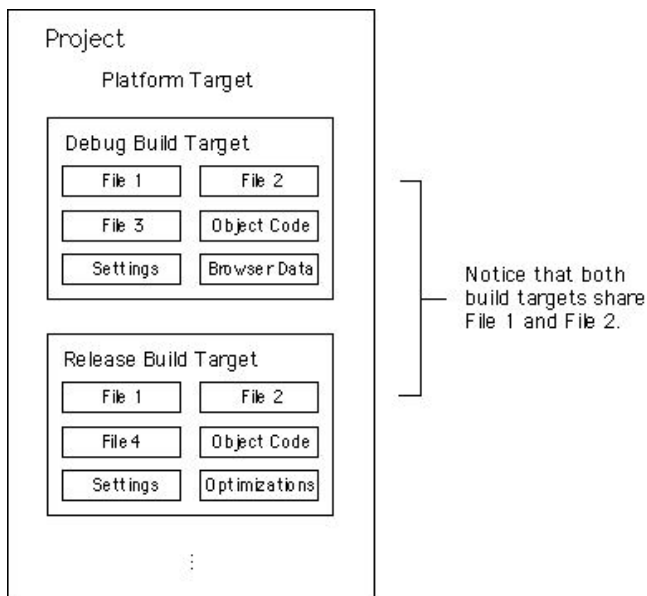 Project
Platform Target
Debug Build Target
File 1
File 2
File 3
Object Code
Settings
Browser Data
Release Build Target
File 1
File 2
File 4
Object Code
Settings
Optimizations
⋮
Notice that both
build targets share
File 1 and File 2.